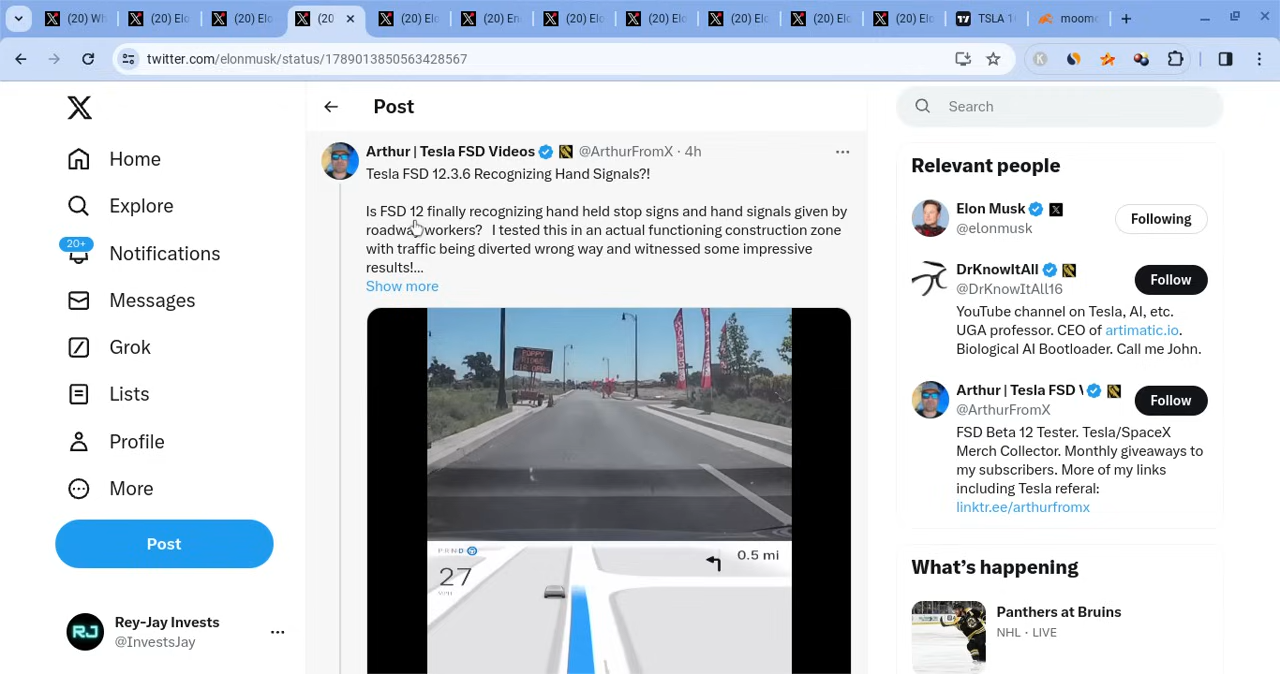 (20) Wh
(20) Elo
(20) Elo
(20
(20) Elo
(20) En
(20) Elo
(20) Elo
(20) Elo
(20) Elo
(20) Elo
TSLA 1
moomo
twitter.com/elonmusk/status/1789013850563428567
Home
Explore
20+
Notifications
Messages
Grok
Lists
Profile
More
Post
Rey-Jay Invests
@InvestsJay
Post
Arthur | Tesla FSD Videos @ArthurFromX · 4h
Tesla FSD 12.3.6 Recognizing Hand Signals?!
Is FSD 12 finally recognizing hand held stop signs and hand signals given by
roadway workers? I tested this in an actual functioning construction zone
with traffic being diverted wrong way and witnessed some impressive
results!...
Show more
PRND
27
0.5 mi
Search
Relevant people
Elon Musk
@elonmusk
Following
DrKnowItAll
@DrKnowItAll16
Follow
YouTube channel on Tesla, AI, etc.
UGA professor. CEO of artimatic.io.
Biological AI Bootloader. Call me John.
Arthur | Tesla FSD V
@ArthurFromX
Follow
FSD Beta 12 Tester. Tesla/SpaceX
Merch Collector. Monthly giveaways to
my subscribers. More of my links
including Tesla referal:
linktr.ee/arthurfromx
What's happening
Panthers at Bruins
NHL · LIVE